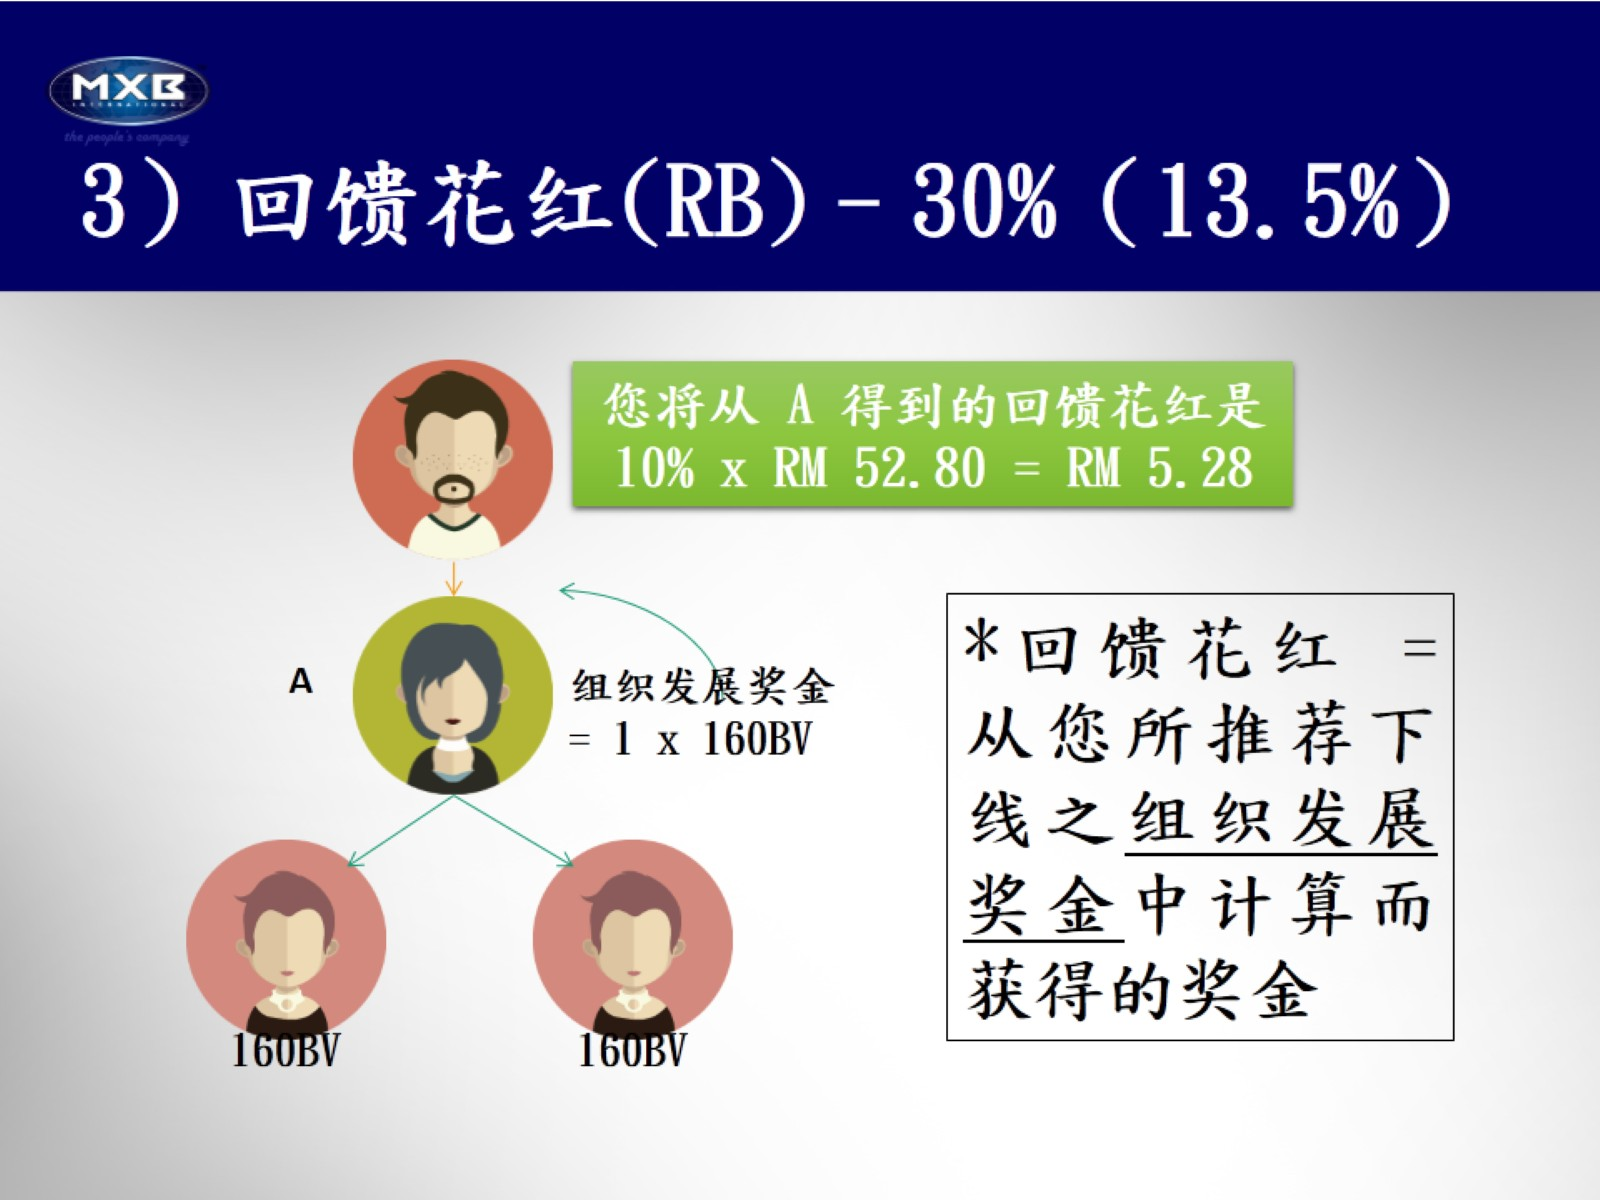 MXB
INTERNATIONAL
the people's company
3）回馈花红(RB)– 30%（13.5%）
您将从 A 得到的回馈花红是
10% x RM 52.80 = RM 5.28
A
组织发展奖金
= 1 x 160BV
160BV
160BV
*回馈花红 =
从您所推荐下
线之组织发展
奖金中计算而
获得的奖金